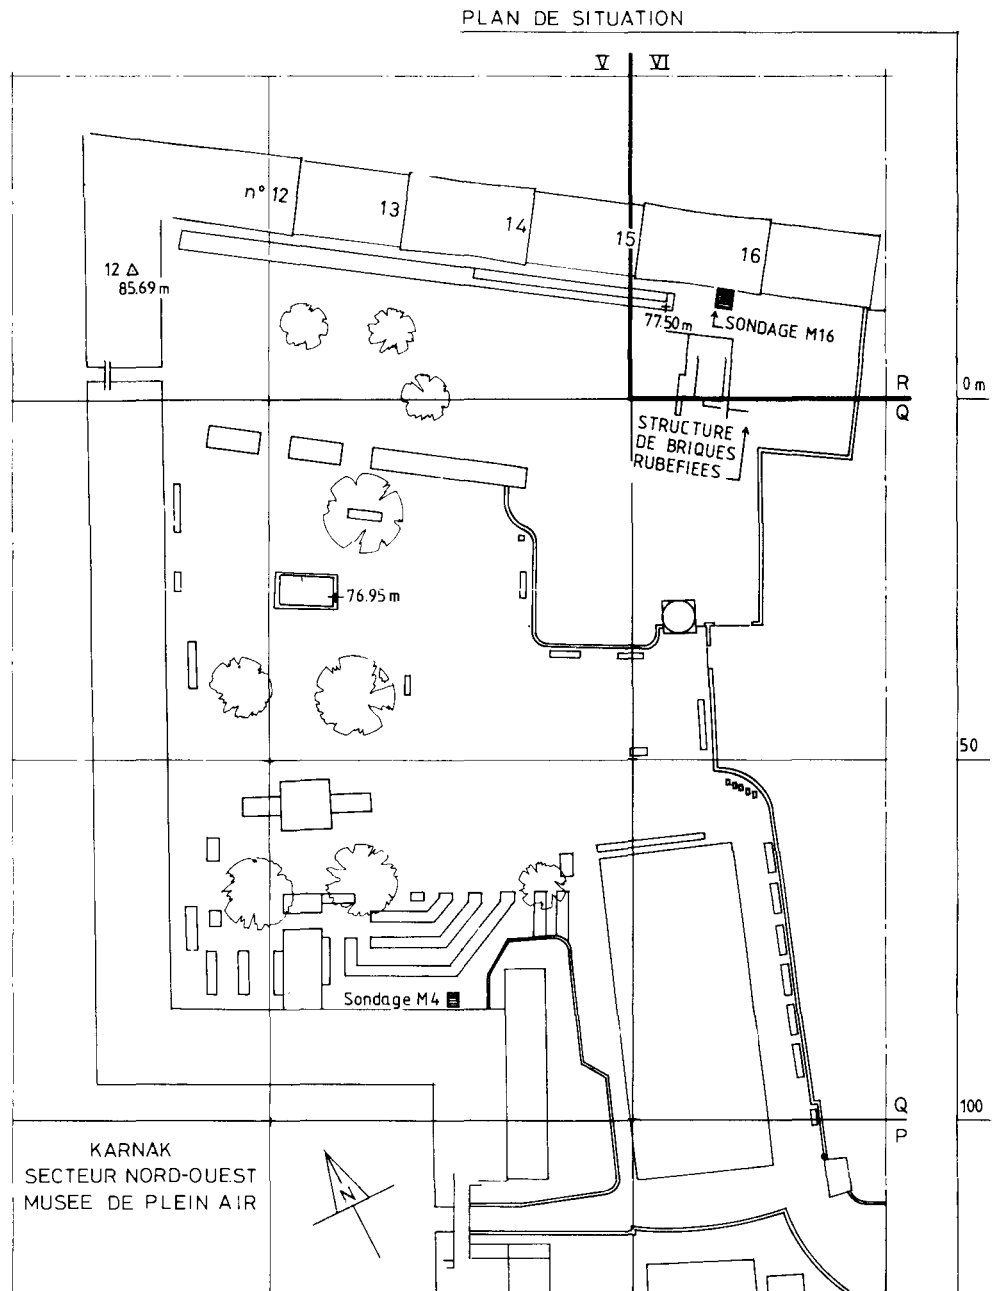 PLAN DE SITUATION
V VI
n° 12
13
14
15
16
12 Δ
85.69 m
77.50 m
SONDAGE M16
R
Q
0 m
STRUCTURE
DE BRIQUES
RUBEFIEES
76.95 m
50
Sondage M4
Q
P
100
KARNAK
SECTEUR NORD-OUEST
MUSEE DE PLEIN AIR
N